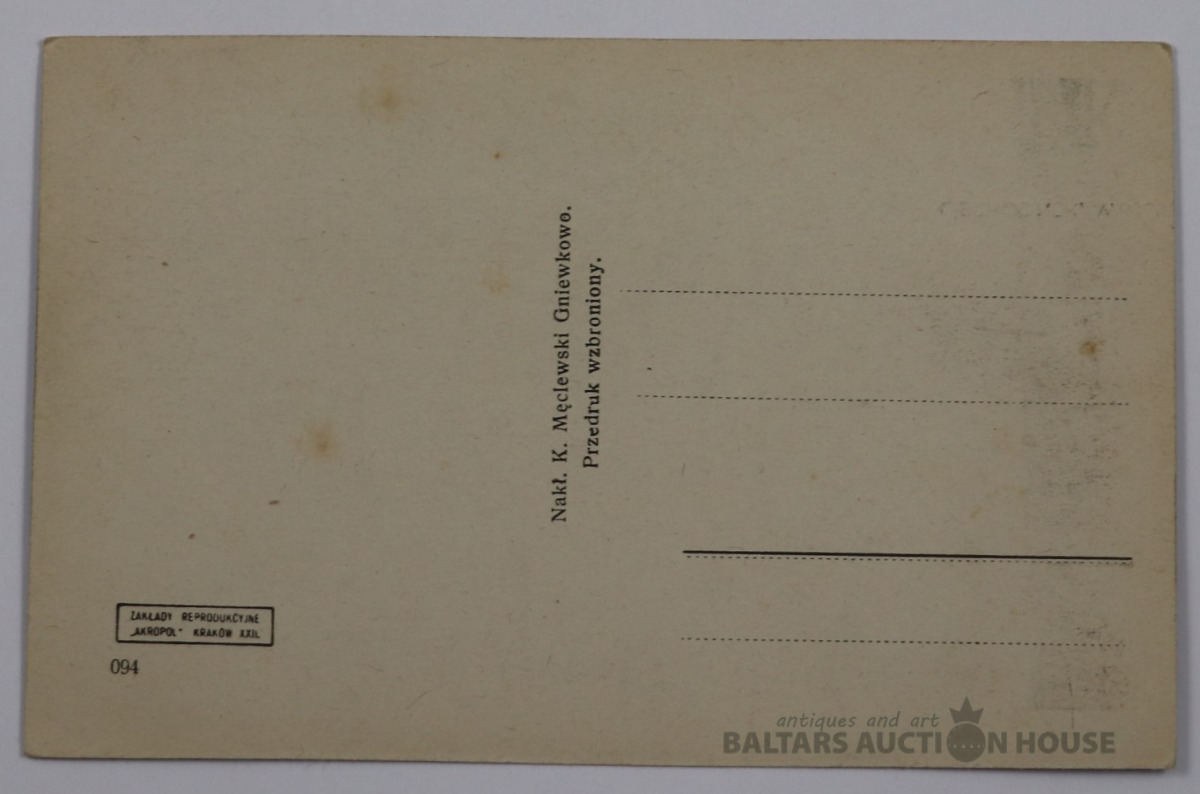 Nakł. K. Męclewski Gniewkowo.
Przedruk wzbroniony.
ZAKŁADY REPRODUKCYJNE
„AKROPOL" KRAKÓW XXII.
094
antiques and art
BALTARS AUCTION HOUSE